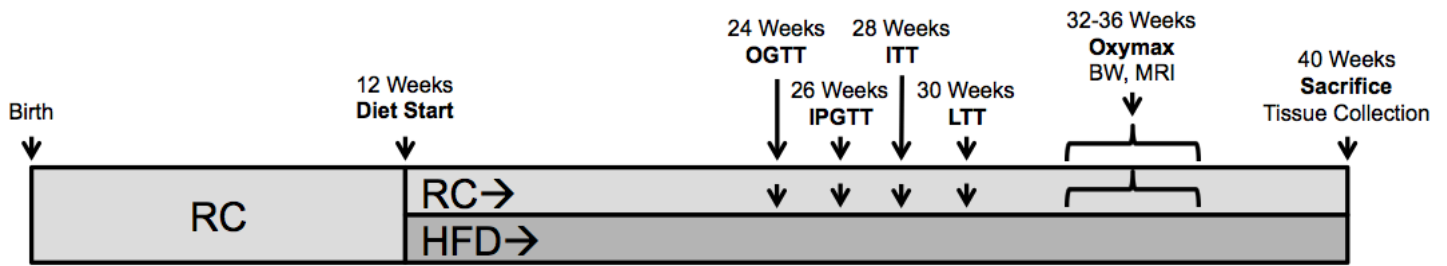 Birth
12 Weeks
Diet Start
24 Weeks
OGTT
26 Weeks
IPGTT
28 Weeks
ITT
30 Weeks
LTT
32-36 Weeks
Oxymax
BW, MRI
40 Weeks
Sacrifice
Tissue Collection
RC
RC→
HFD→